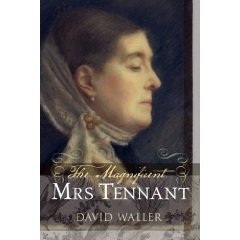 The Magnificent
MRS TENNANT
DAVID WALLER